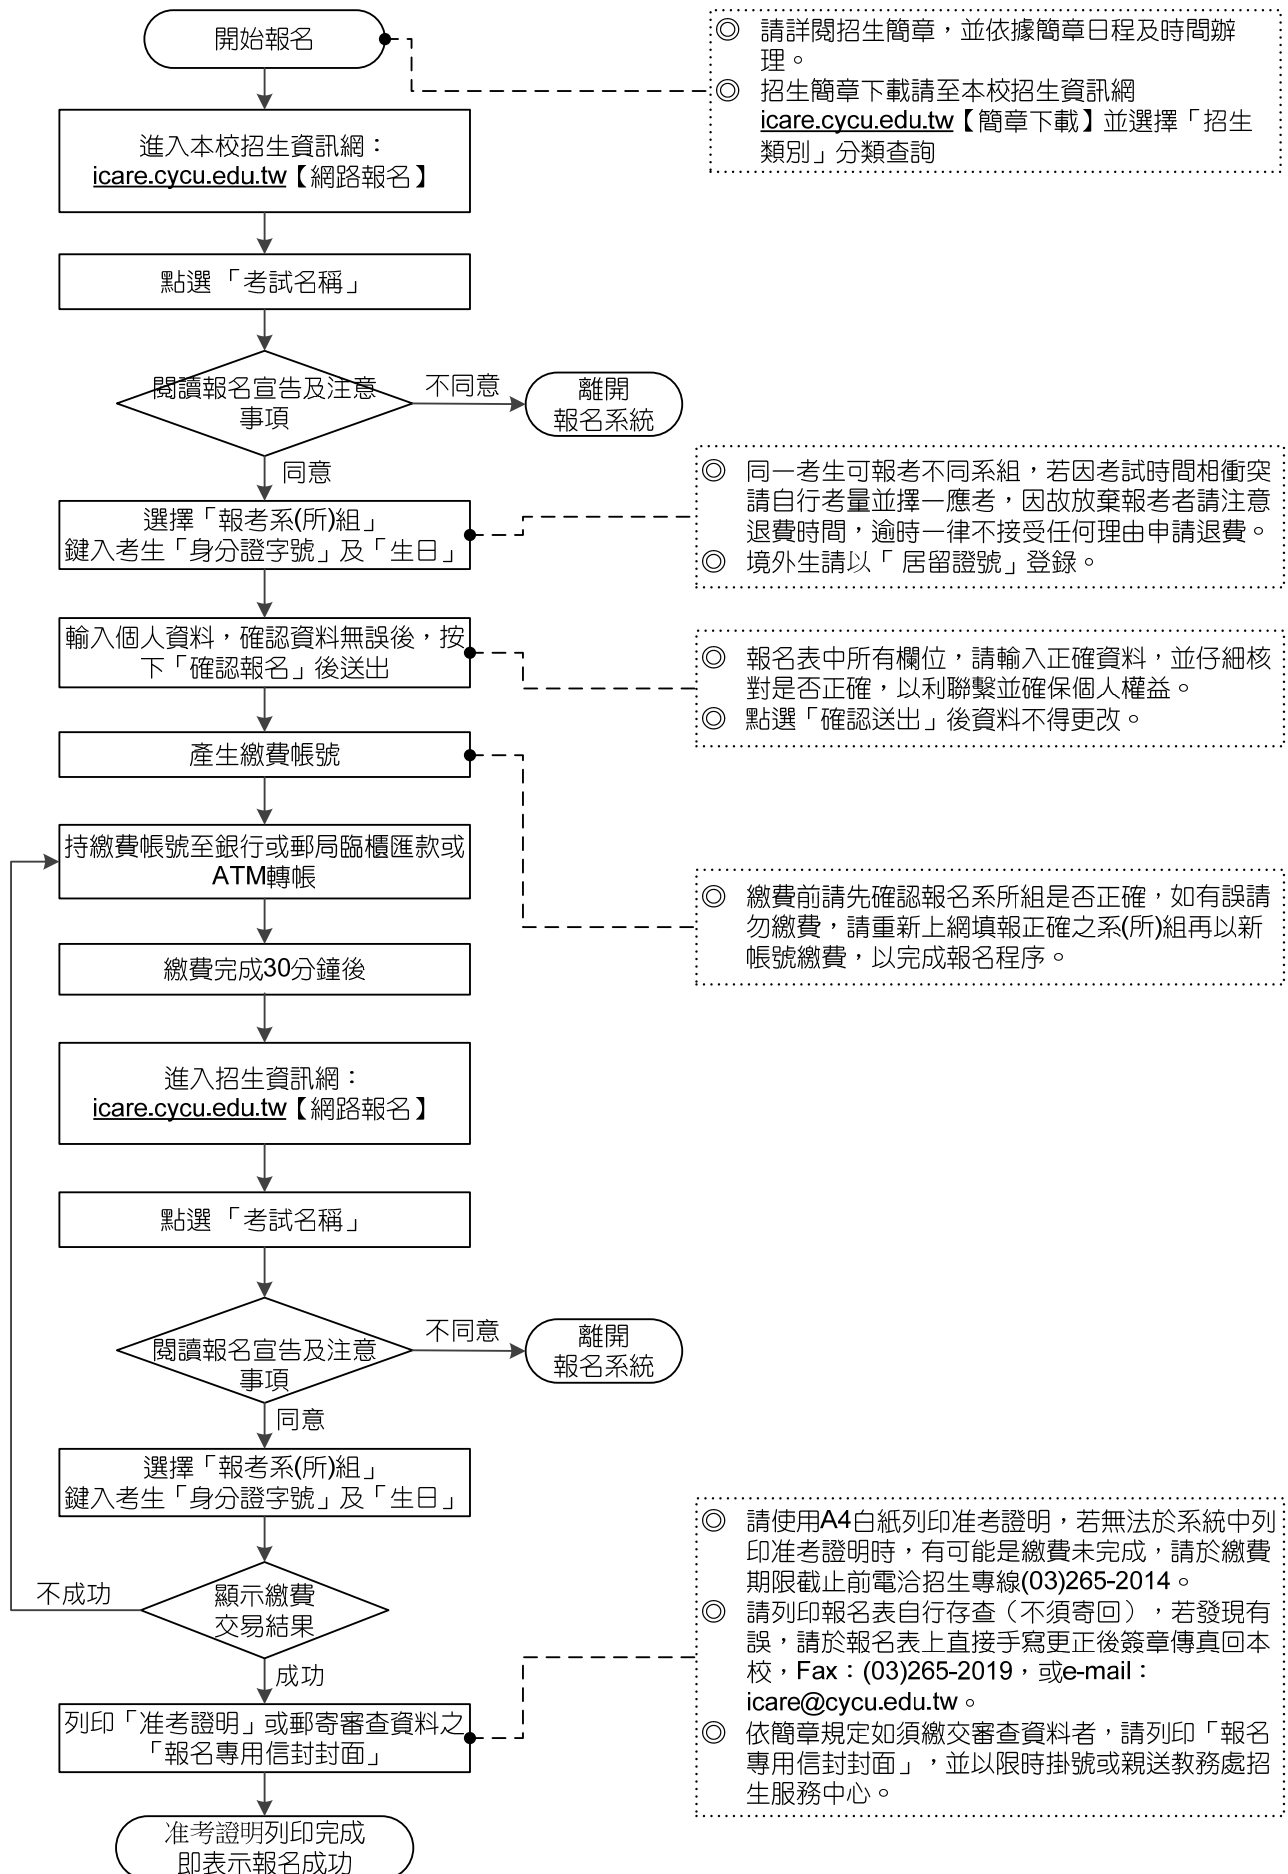 開始報名
◎ 請詳閱招生簡章，並依據簡章日程及時間辦
理。
◎ 招生簡章下載請至本校招生資訊網
icare.cycu.edu.tw【簡章下載】並選擇「招生
類別」分類查詢
進入本校招生資訊網：
icare.cycu.edu.tw【網路報名】
點選 「考試名稱」
閱讀報名宣告及注意
事項
不同意
離開
報名系統
同意
選擇「報考系(所)組」
鍵入考生「身分證字號」及「生日」
◎ 同一考生可報考不同系組，若因考試時間相衝突
請自行考量並擇一應考，因故放棄報考者請注意
退費時間，逾時一律不接受任何理由申請退費。
◎ 境外生請以「 居留證號」登錄。
輸入個人資料，確認資料無誤後，按
下「確認報名」後送出
◎ 報名表中所有欄位，請輸入正確資料，並仔細核
對是否正確，以利聯繫並確保個人權益。
◎ 點選「確認送出」後資料不得更改。
產生繳費帳號
持繳費帳號至銀行或郵局臨櫃匯款或
ATM轉帳
◎ 繳費前請先確認報名系所組是否正確，如有誤請
勿繳費，請重新上網填報正確之系(所)組再以新
帳號繳費，以完成報名程序。
繳費完成30分鐘後
進入招生資訊網：
icare.cycu.edu.tw【網路報名】
點選 「考試名稱」
閱讀報名宣告及注意
事項
不同意
離開
報名系統
同意
選擇「報考系(所)組」
鍵入考生「身分證字號」及「生日」
不成功
顯示繳費
交易結果
成功
◎ 請使用A4白紙列印准考證明，若無法於系統中列
印准考證明時，有可能是繳費未完成，請於繳費
期限截止前電洽招生專線(03)265-2014。
◎ 請列印報名表自行存查（不須寄回），若發現有
誤，請於報名表上直接手寫更正後簽章傳真回本
校，Fax：(03)265-2019，或e-mail：
icare@cycu.edu.tw。
◎ 依簡章規定如須繳交審查資料者，請列印「報名
專用信封封面」，並以限時掛號或親送教務處招
生服務中心。
列印「准考證明」或郵寄審查資料之
「報名專用信封封面」
准考證明列印完成
即表示報名成功